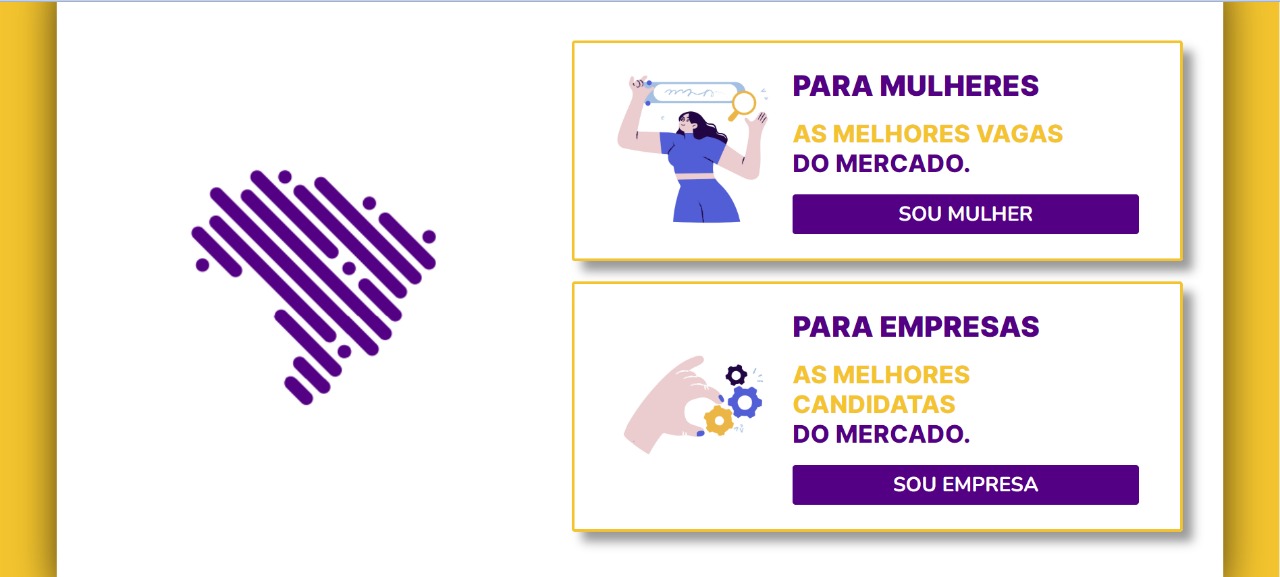 PARA MULHERES
AS MELHORES VAGAS
DO MERCADO.
SOU MULHER
PARA EMPRESAS
AS MELHORES
CANDIDATAS
DO MERCADO.
SOU EMPRESA